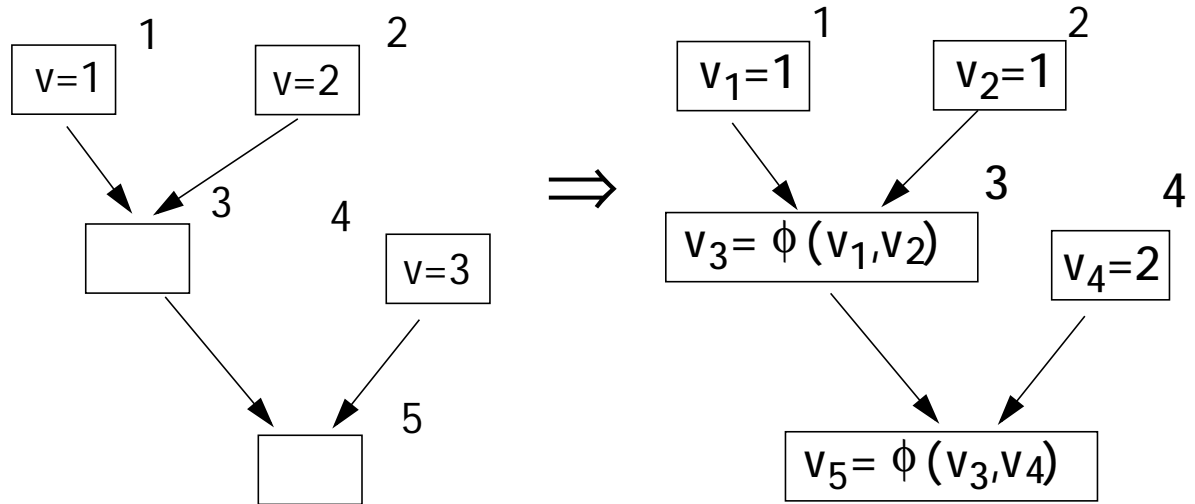 1
2
v=1
v=2
3
4
v=3
5
⇒
1
2
v₁=1
v₂=1
3
4
v₃= ϕ (v₁,v₂)
v₄=2
v₅= ϕ (v₃,v₄)